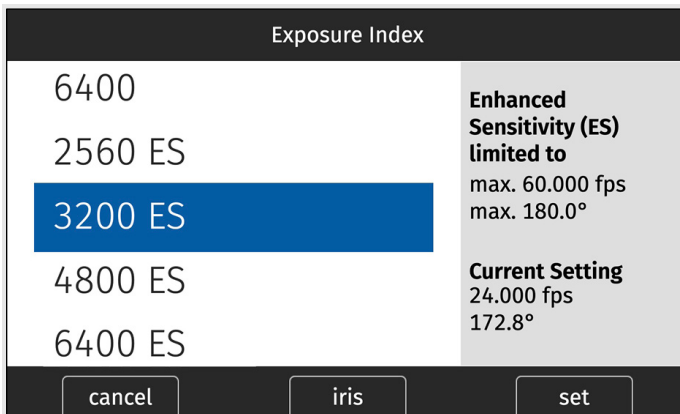 Exposure Index
6400
2560 ES
3200 ES
4800 ES
6400 ES
Enhanced
Sensitivity (ES)
limited to
max. 60.000 fps
max. 180.0°
Current Setting
24.000 fps
172.8°
cancel
iris
set